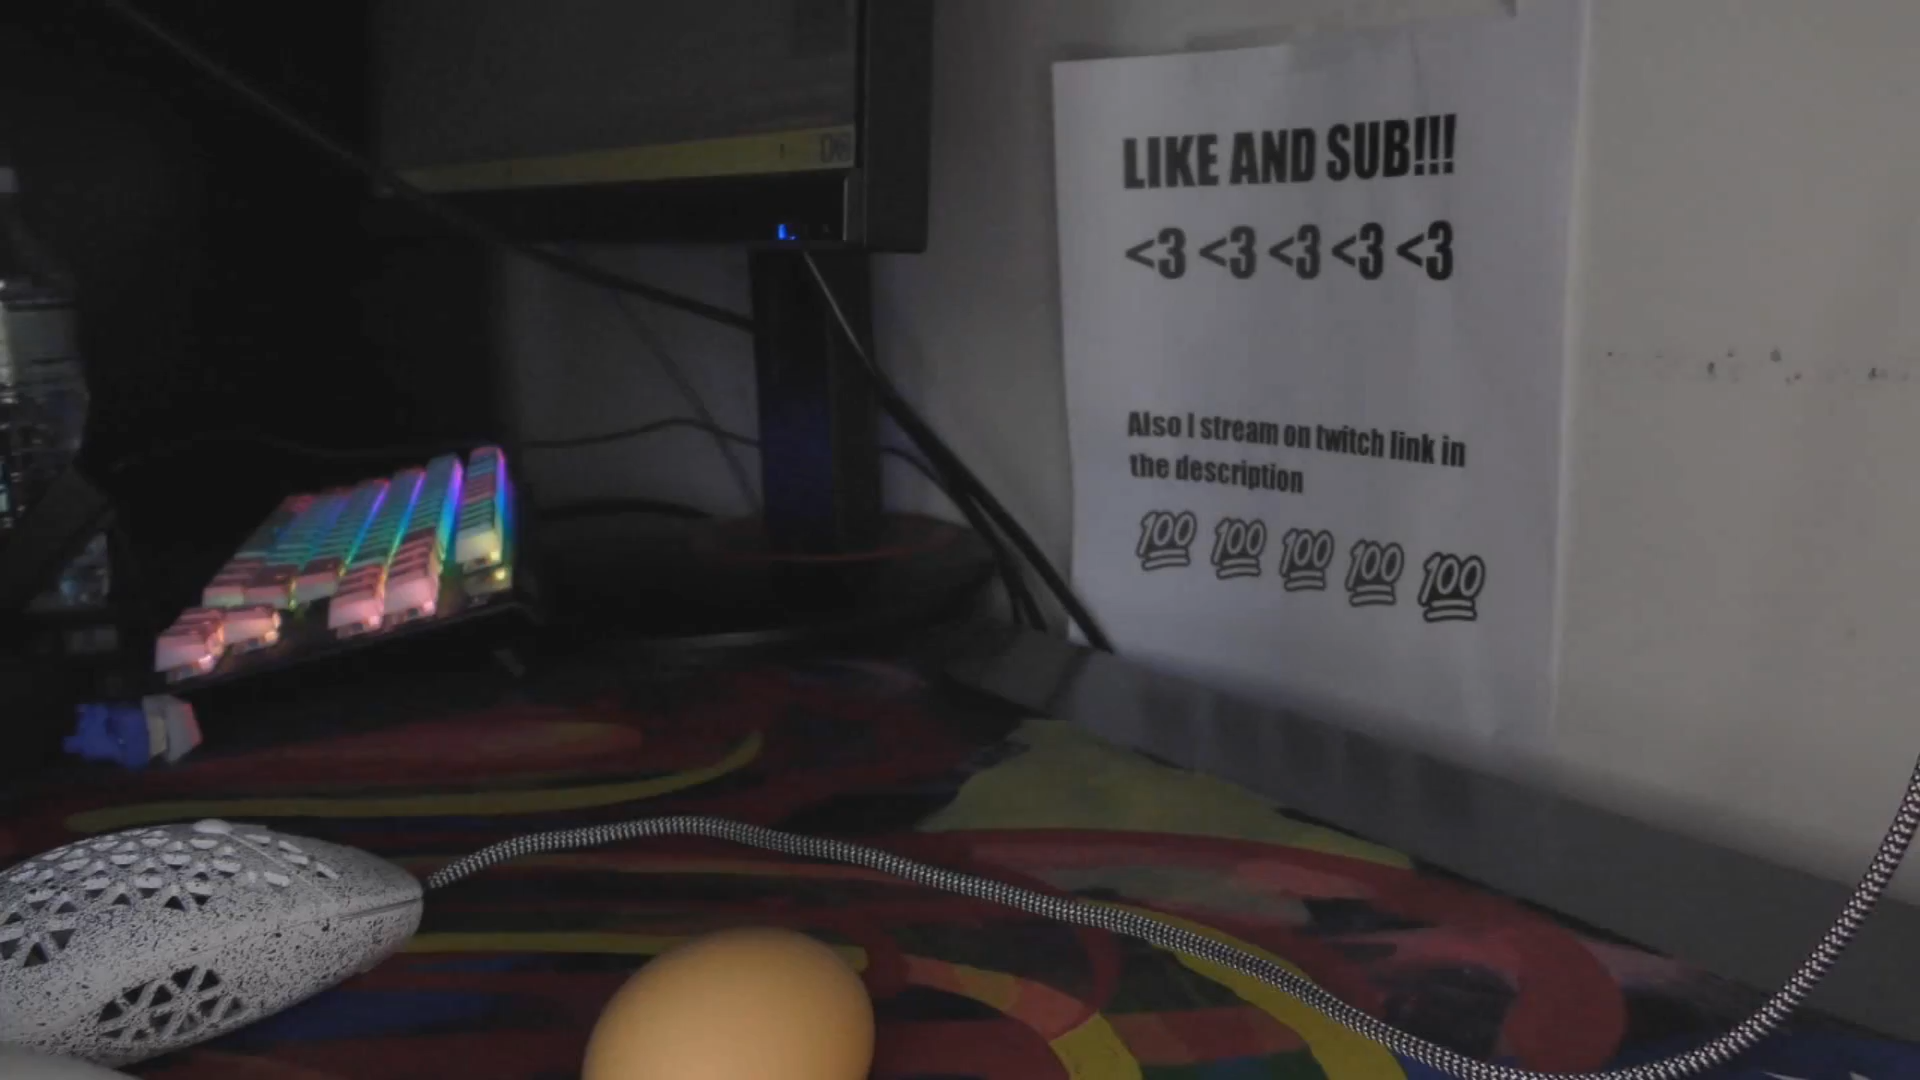 LIKE AND SUB!!!
<3 <3 <3 <3 <3
Also I stream on twitch link in
the description
💯 💯 💯 💯 💯